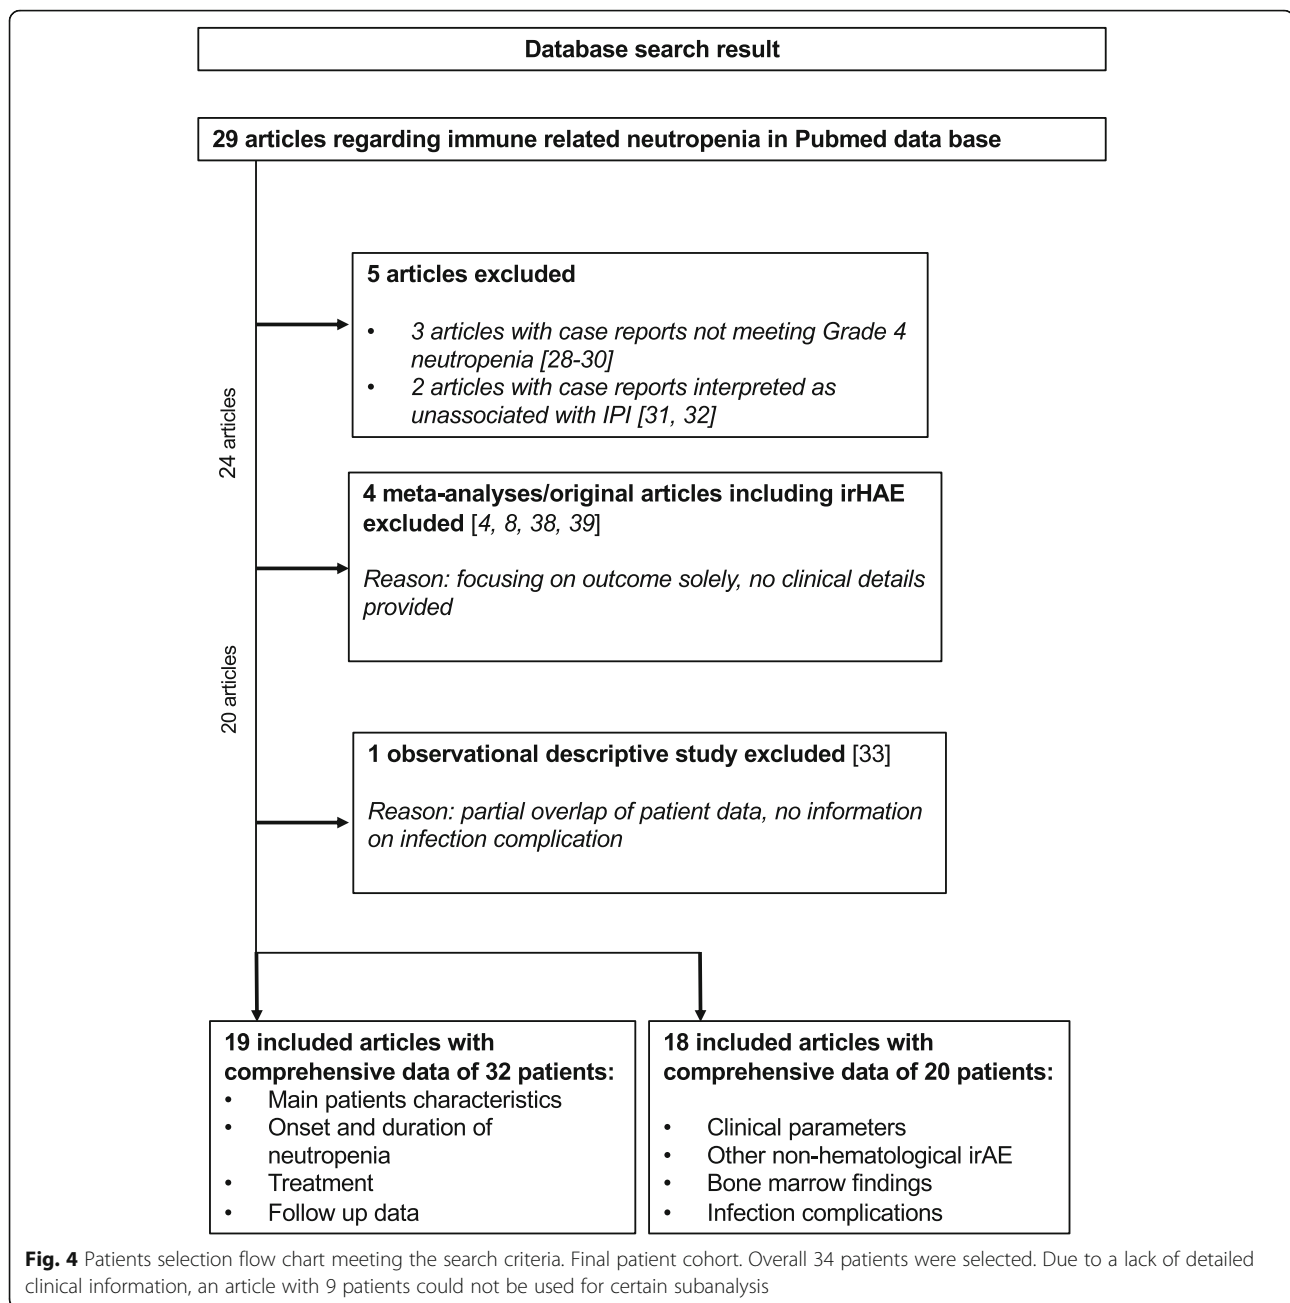 Database search result
29 articles regarding immune related neutropenia in Pubmed data base
5 articles excluded
• 3 articles with case reports not meeting Grade 4
neutropenia [28-30]
• 2 articles with case reports interpreted as
unassociated with IPI [31, 32]
24 articles
4 meta-analyses/original articles including irHAE
excluded [4, 8, 38, 39]
Reason: focusing on outcome solely, no clinical details
provided
20 articles
1 observational descriptive study excluded [33]
Reason: partial overlap of patient data, no information
on infection complication
19 included articles with
comprehensive data of 32 patients:
• Main patients characteristics
• Onset and duration of
neutropenia
• Treatment
• Follow up data
18 included articles with
comprehensive data of 20 patients:
• Clinical parameters
• Other non-hematological irAE
• Bone marrow findings
• Infection complications
Fig. 4 Patients selection flow chart meeting the search criteria. Final patient cohort. Overall 34 patients were selected. Due to a lack of detailed
clinical information, an article with 9 patients could not be used for certain subanalysis